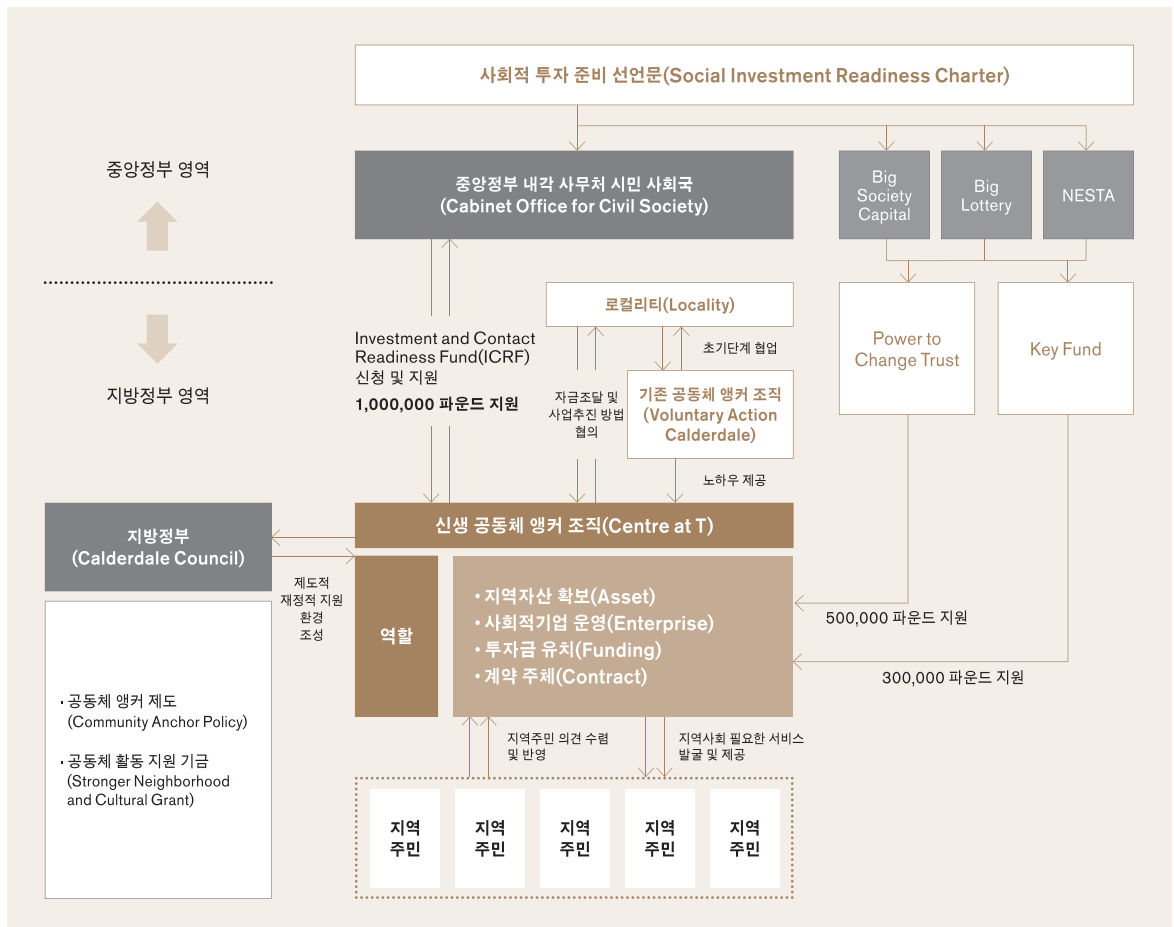 사회적 투자 준비 선언문(Social Investment Readiness Charter)
중앙정부 영역
중앙정부 내각 사무처 시민 사회국
(Cabinet Office for Civil Society)
Big
Society
Capital
Big
Lottery
NESTA
지방정부 영역
Investment and Contact
Readiness Fund(ICRF)
신청 및 지원
1,000,000 파운드 지원
로컬리티(Locality)
초기단계 협업
자금조달 및
사업추진 방법
협의
기존 공동체 앵커 조직
(Voluntary Action
Calderdale)
노하우 제공
Power to
Change Trust
Key Fund
지방정부
(Calderdale Council)
신생 공동체 앵커 조직(Centre at T)
제도적
재정적 지원
환경
조성
역할
• 지역자산 확보(Asset)
• 사회적기업 운영(Enterprise)
• 투자금 유치(Funding)
• 계약 주체(Contract)
500,000 파운드 지원
300,000 파운드 지원
· 공동체 앵커 제도
(Community Anchor Policy)
· 공동체 활동 지원 기금
(Stronger Neighborhood
and Cultural Grant)
지역주민 의견 수렴
및 반영
지역사회 필요한 서비스
발굴 및 제공
지역
주민
지역
주민
지역
주민
지역
주민
지역
주민